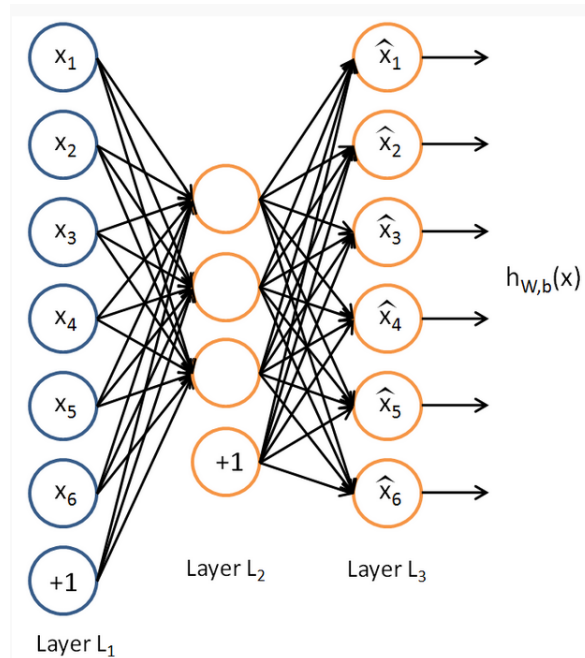 x₁
x₂
x₃
x₄
x₅
x₆
+1
Layer L₁
+1
Layer L₂
x̂₁
x̂₂
x̂₃
x̂₄
x̂₅
x̂₆
Layer L₃
h_W,b(x)